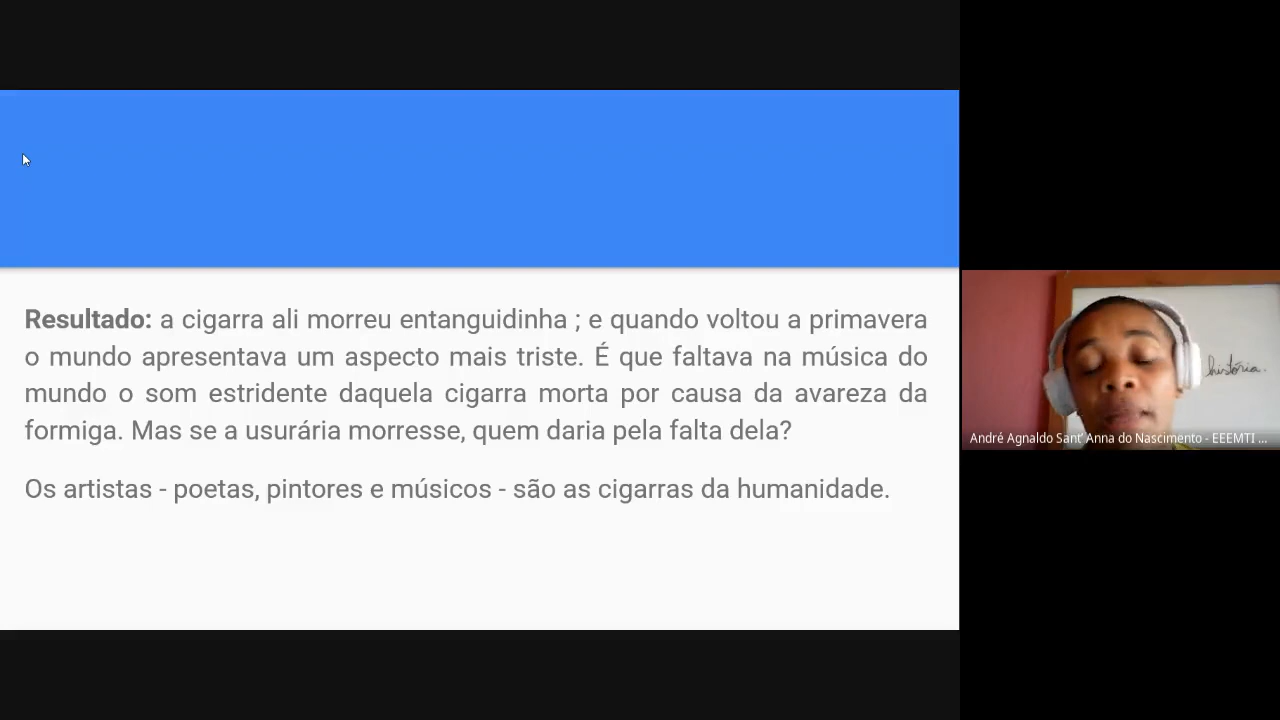 Resultado: a cigarra ali morreu entanguidinha ; e quando voltou a primavera
o mundo apresentava um aspecto mais triste. É que faltava na música do
mundo o som estridente daquela cigarra morta por causa da avareza da
formiga. Mas se a usurária morresse, quem daria pela falta dela?
Os artistas - poetas, pintores e músicos - são as cigarras da humanidade.
história.
André Agnaldo Sant' Anna do Nascimento - EEEMTI ...